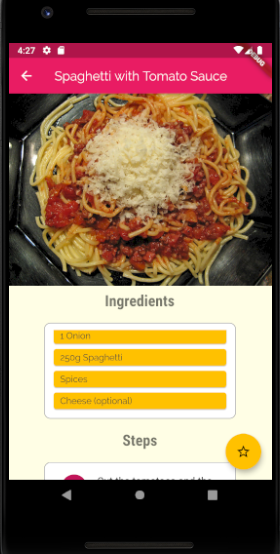 4:27
DEBUG
Spaghetti with Tomato Sauce
Ingredients
1 Onion
250g Spaghetti
Spices
Cheese (optional)
Steps
Cut the tomatoes and the